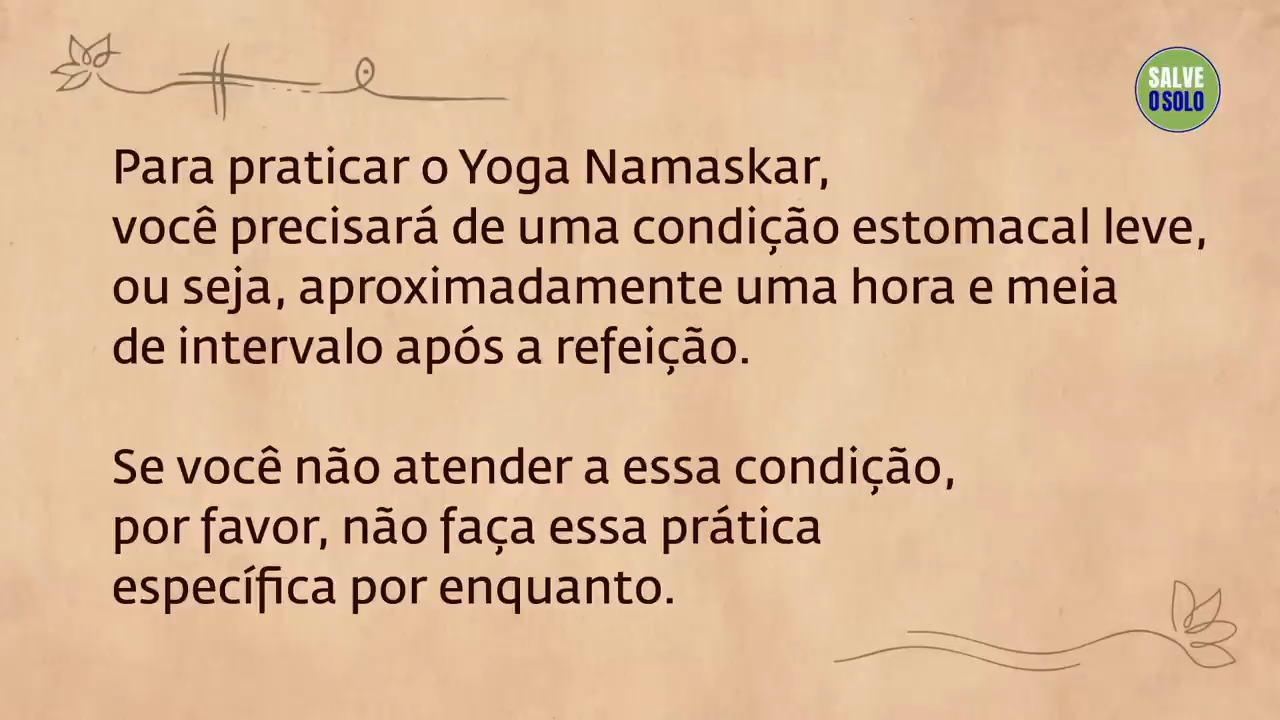 SALVE
O SOLO
Para praticar o Yoga Namaskar,
você precisará de uma condição estomacal leve,
ou seja, aproximadamente uma hora e meia
de intervalo após a refeição.
Se você não atender a essa condição,
por favor, não faça essa prática
específica por enquanto.